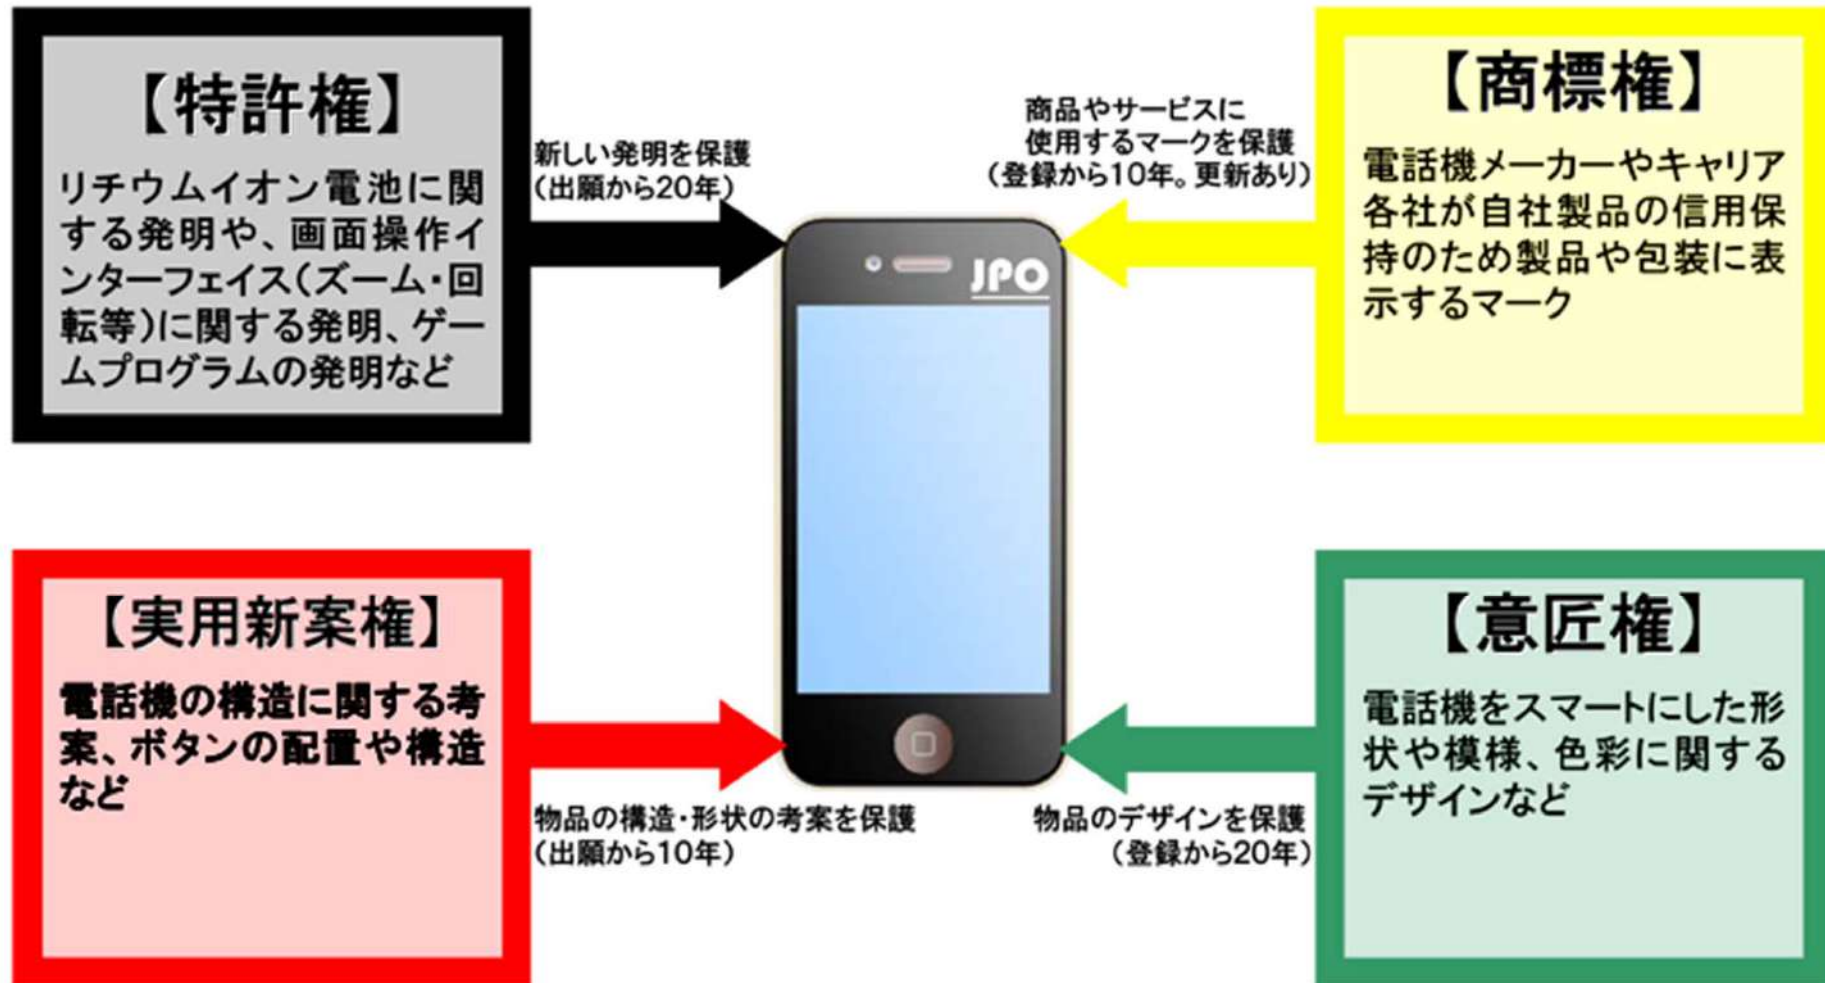 【特許権】
リチウムイオン電池に関
する発明や、画面操作イ
ンターフェイス(ズーム・回
転等)に関する発明、ゲー
ムプログラムの発明など
新しい発明を保護
(出願から20年)
商品やサービスに
使用するマークを保護
(登録から10年。更新あり)
【商標権】
電話機メーカーやキャリア
各社が自社製品の信用保
持のため製品や包装に表
示するマーク
JPO
【実用新案権】
電話機の構造に関する考
案、ボタンの配置や構造
など
物品の構造・形状の考案を保護
(出願から10年)
物品のデザインを保護
(登録から20年)
【意匠権】
電話機をスマートにした形
状や模様、色彩に関する
デザインなど